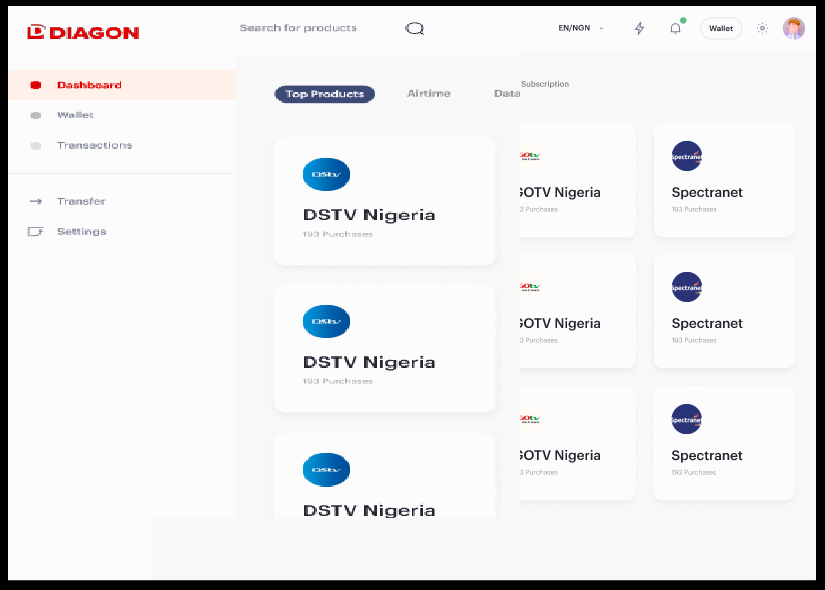 DIAGON
Search for products
EN/NGN
Wallet
Dashboard
Wallet
Transactions
Transfer
Settings
Top Products
Airtime
Data
Subscription
DSTV Nigeria
193 Purchases
GOTV Nigeria
3 Purchases
Spectranet
Spectranet
193 Purchases
DStv
DSTV Nigeria
193 Purchases
GOtv
GOTV Nigeria
3 Purchases
Spectranet
Spectranet
193 Purchases
DStv
DSTV Nigeria
GOtv
GOTV Nigeria
3 Purchases
Spectranet
Spectranet
193 Purchases